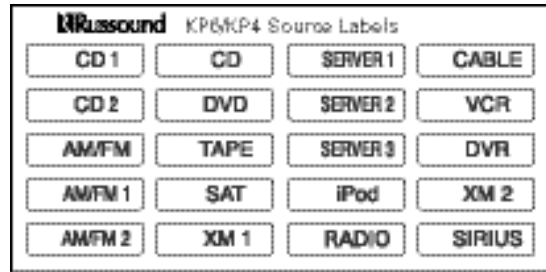 Russound KP6/KP4 Source Labels
CD 1 CD SERVER 1 CABLE
CD 2 DVD SERVER 2 VCR
AM/FM TAPE SERVER 3 DVR
AM/FM 1 SAT iPod XM 2
AM/FM 2 XM 1 RADIO SIRIUS